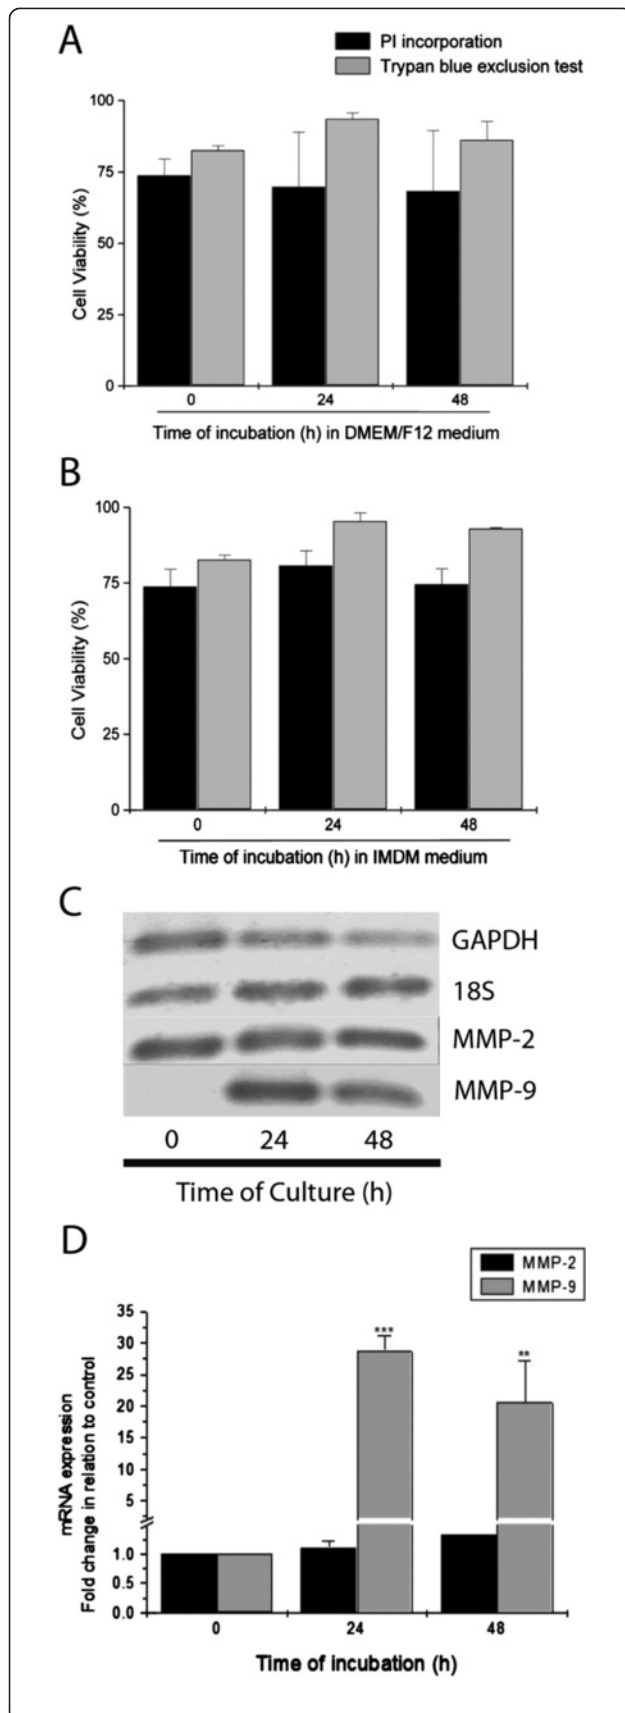 A
PI incorporation
Trypan blue exclusion test
100
75
50
25
0
Cell Viability (%)
0 24 48
Time of incubation (h) in DMEM/F12 medium
B
100
75
50
25
0
Cell Viability (%)
0 24 48
Time of incubation (h) in IMDM medium
C
GAPDH
18S
MMP-2
MMP-9
0 24 48
Time of Culture (h)
D
MMP-2
MMP-9
35
30
25
20
15
10
5
1.0
0.5
0.0
mRNA expression
Fold change in relation to control
***
**
0 24 48
Time of incubation (h)